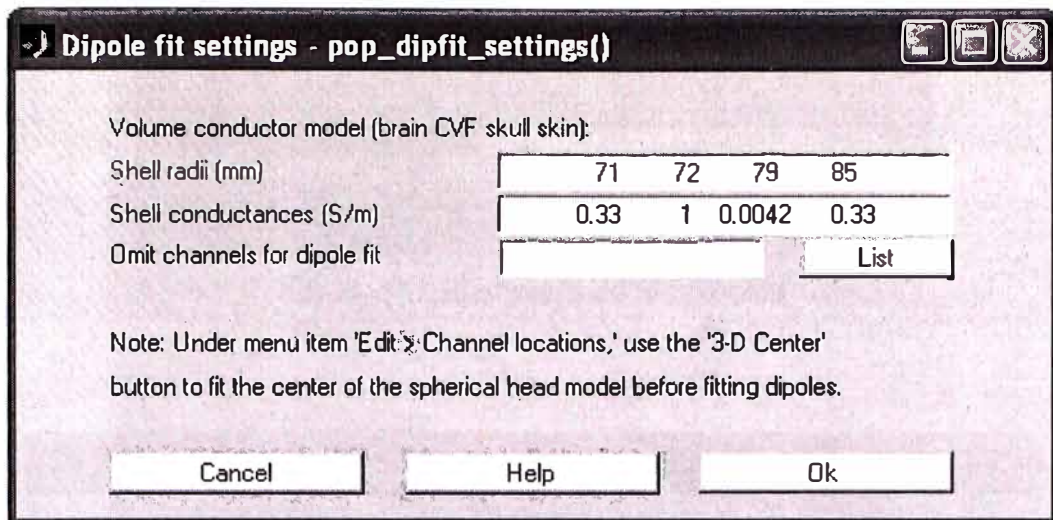 Dipole fit settings - pop_dipfit_settings()
Volume conductor model (brain CVF skull skin):
Shell radii (mm) 71 72 79 85
Shell conductances (S/m) 0.33 1 0.0042 0.33
Omit channels for dipole fit List
Note: Under menu item 'Edit > Channel locations,' use the '3-D Center'
button to fit the center of the spherical head model before fitting dipoles.
Cancel Help Ok